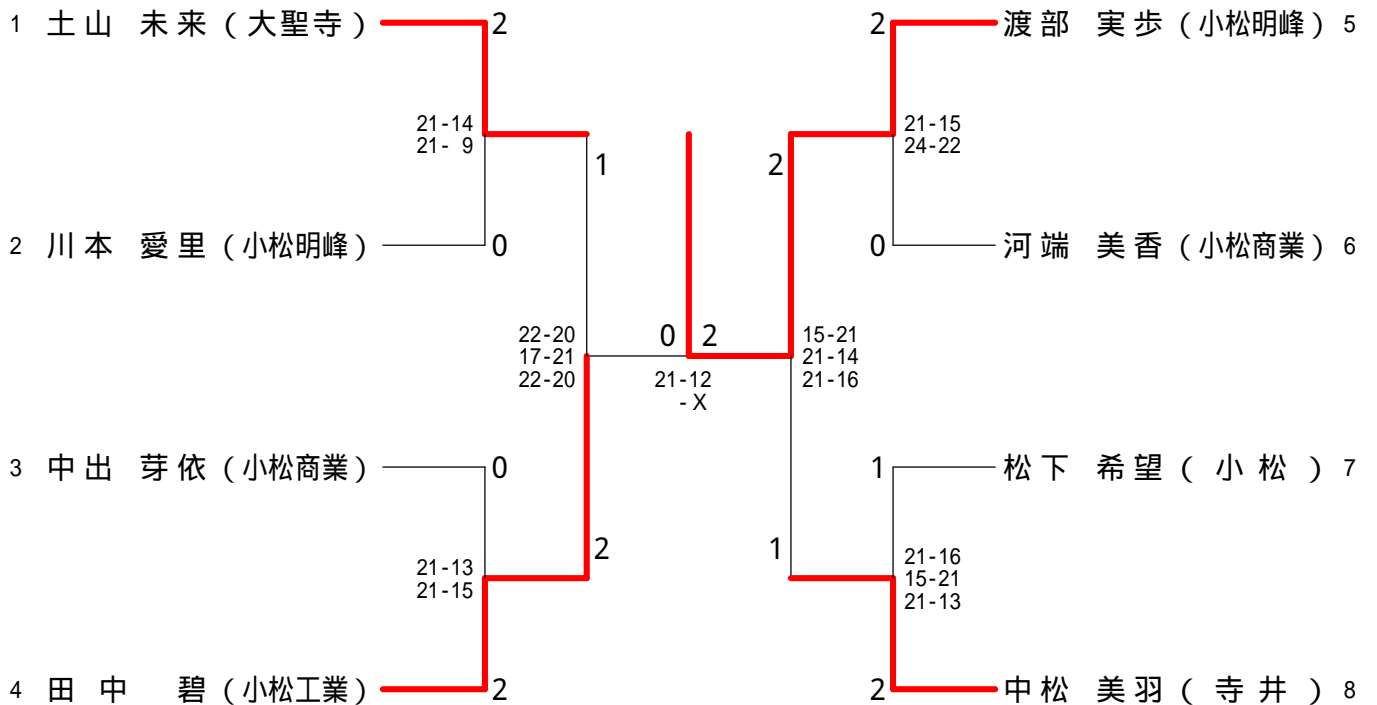 1 土山 未来 (大聖寺) 2
2 渡部 実歩 (小松明峰) 5
21-14
21- 9
21-15
24-22
1
2
2 川本 愛里 (小松明峰) 0
0 河端 美香 (小松商業) 6
22-20
17-21
22-20
0 2
21-12
- X
15-21
21-14
21-16
3 中出 芽依 (小松商業) 0
1 松下 希望 ( 小 松 ) 7
21-13
21-15
2
1
21-16
15-21
21-13
4 田中 碧 (小松工業) 2
2 中松 美羽 ( 寺 井 ) 8